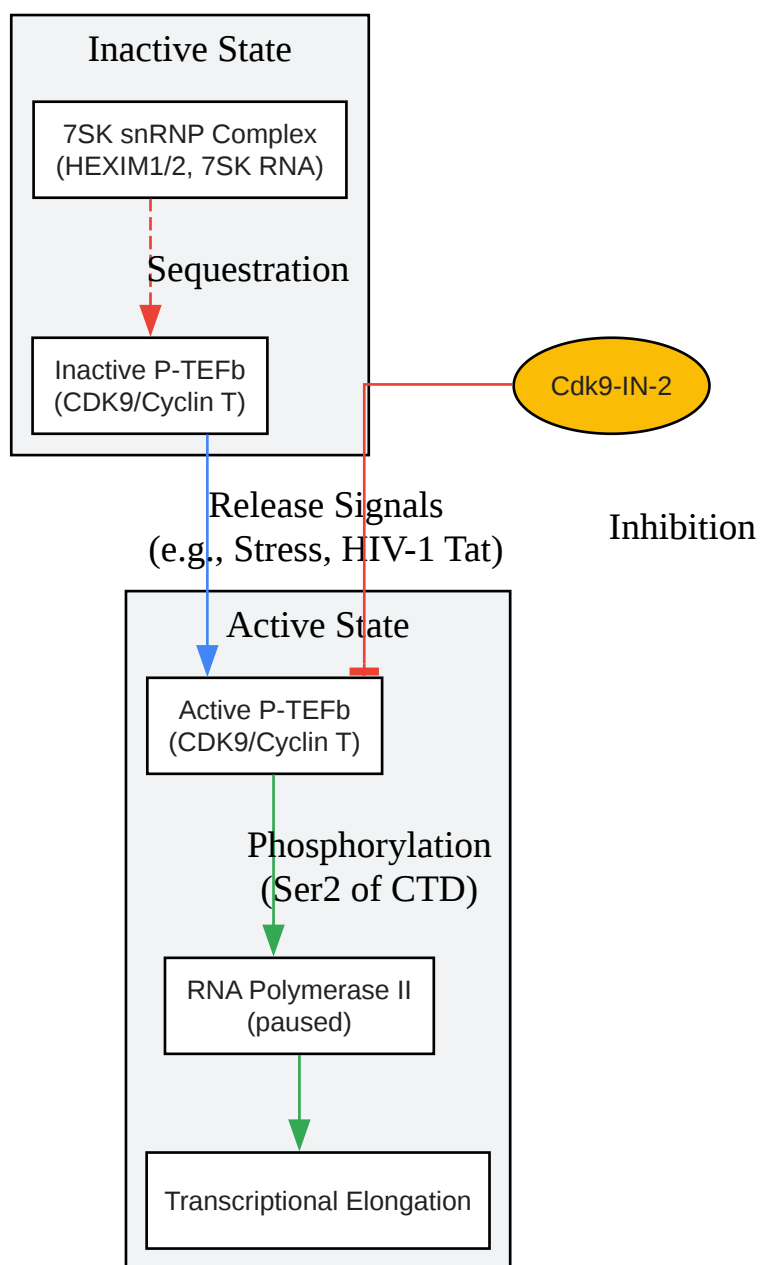 Inactive State
7SK snRNP Complex
(HEXIM1/2, 7SK RNA)
Sequestration
Inactive P-TEFb
(CDK9/Cyclin T)
Cdk9-IN-2
Release Signals
(e.g., Stress, HIV-1 Tat)
Inhibition
Active State
Active P-TEFb
(CDK9/Cyclin T)
Phosphorylation
(Ser2 of CTD)
RNA Polymerase II
(paused)
Transcriptional Elongation